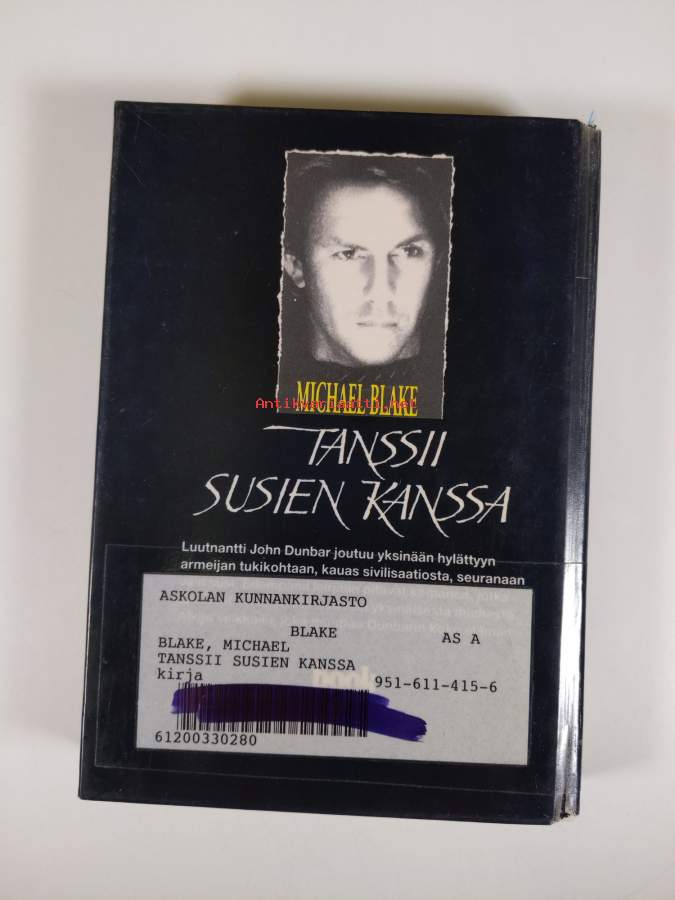 MICHAEL BLAKE
Antikvariaatti.net
TANSSII
SUSIEN KANSSA
Luutnantti John Dunbar joutuu yksinään hylättyyn
armeijan tukikohtaan, kauas sivilisaatiosta, seuranaan
ASKOLAN KUNNANKIRJASTO
BLAKE AS A
BLAKE, MICHAEL
TANSSII SUSIEN KANSSA
kirja 951-611-415-6
61200330280